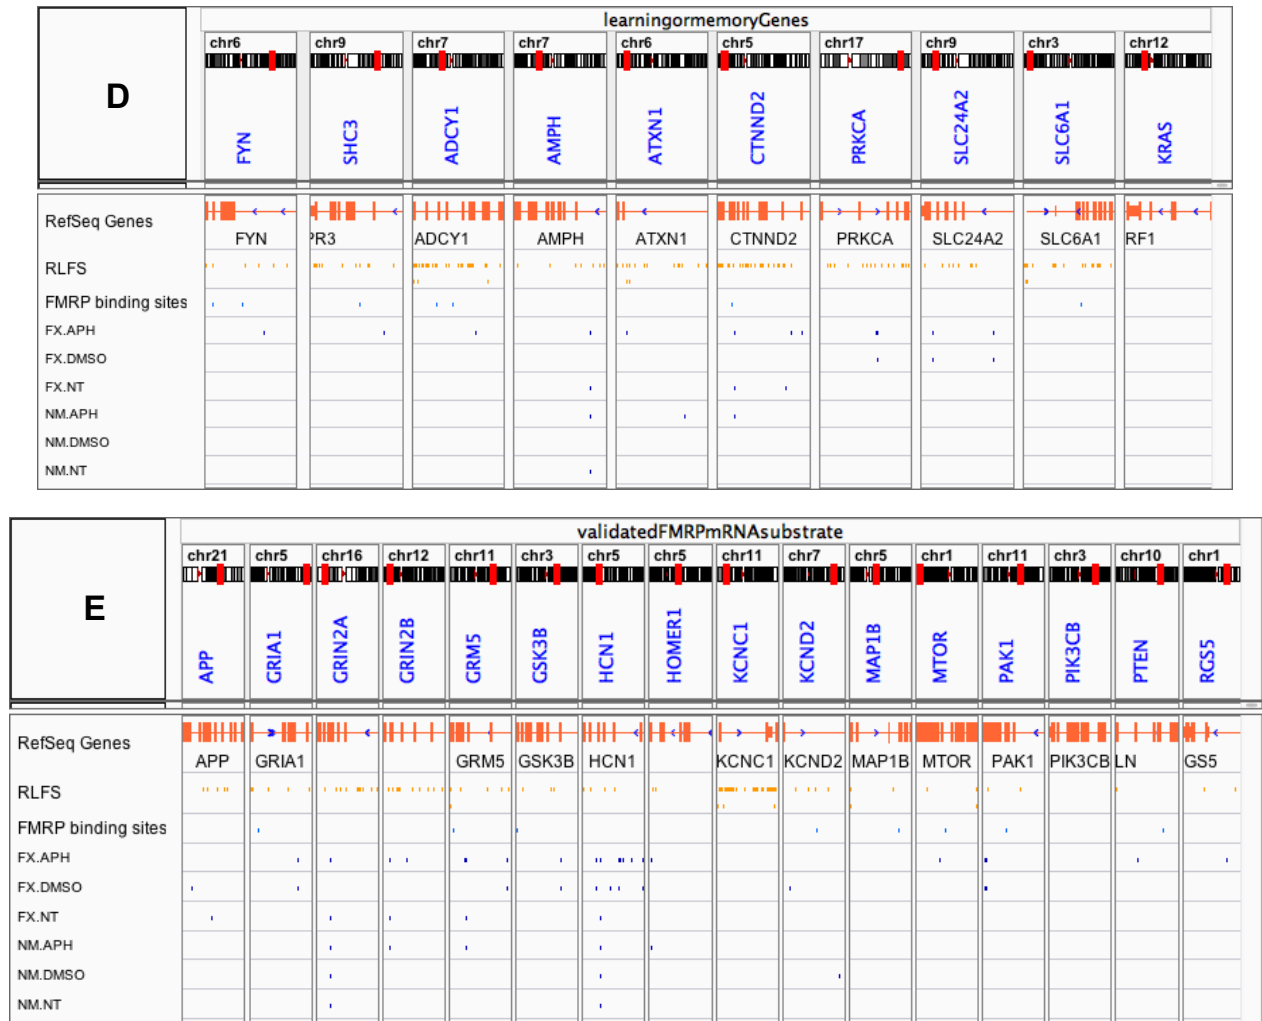 D
learningormemoryGenes
chr6 chr9 chr7 chr7 chr6 chr5 chr17 chr9 chr3 chr12
FYN SHC3 ADCY1 AMPH ATXN1 CTNND2 PRKCA SLC24A2 SLC6A1 KRAS
RefSeq Genes
FYN PR3 ADCY1 AMPH ATXN1 CTNND2 PRKCA SLC24A2 SLC6A1 RF1
RLFS
FMRP binding sites
FX.APH
FX.DMSO
FX.NT
NM.APH
NM.DMSO
NM.NT
E
validatedFMRPmRNAsubstrate
chr21 chr5 chr16 chr12 chr11 chr3 chr5 chr5 chr11 chr7 chr5 chr1 chr11 chr3 chr10 chr1
APP GRIA1 GRIN2A GRIN2B GRM5 GSK3B HCN1 HOMER1 KCNC1 KCND2 MAP1B MTOR PAK1 PIK3CB PTEN RGS5
RefSeq Genes
APP GRIA1 GRM5 GSK3B HCN1 KCNC1 KCND2 MAP1B MTOR PAK1 PIK3CB LN GS5
RLFS
FMRP binding sites
FX.APH
FX.DMSO
FX.NT
NM.APH
NM.DMSO
NM.NT